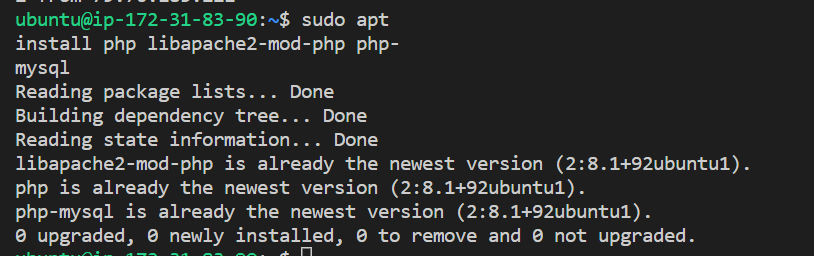 ubuntu@ip-172-31-83-90:~$ sudo apt
install php libapache2-mod-php php-
mysql
Reading package lists... Done
Building dependency tree... Done
Reading state information... Done
libapache2-mod-php is already the newest version (2:8.1+92ubuntu1).
php is already the newest version (2:8.1+92ubuntu1).
php-mysql is already the newest version (2:8.1+92ubuntu1).
0 upgraded, 0 newly installed, 0 to remove and 0 not upgraded.